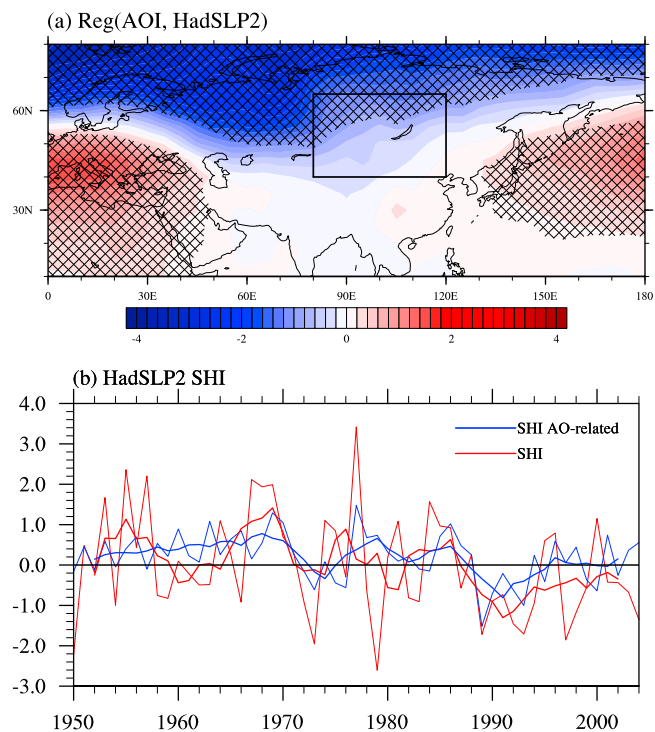 (a) Reg(AOI, HadSLP2)
60N
30N
0 30E 60E 90E 120E 150E 180
-4 -2 0 2 4
(b) HadSLP2 SHI
4.0
3.0
2.0
1.0
0.0
-1.0
-2.0
-3.0
SHI AO-related
SHI
1950 1960 1970 1980 1990 2000